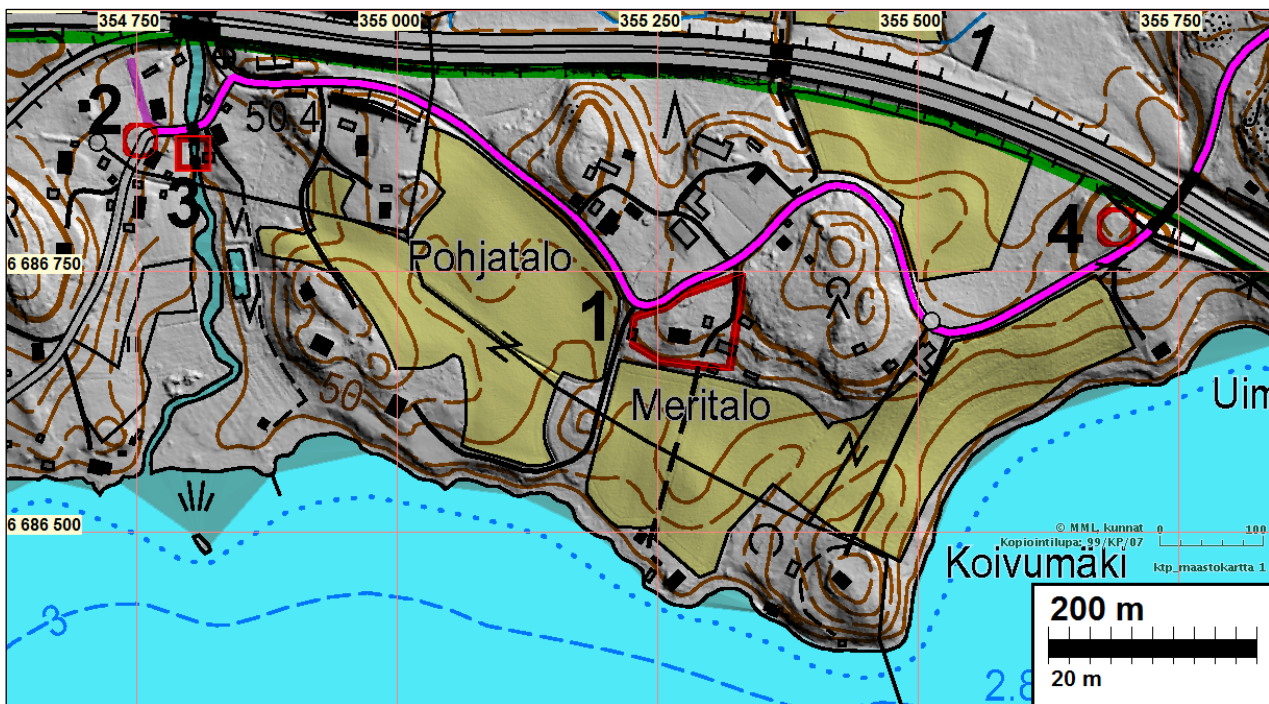 354 750
355 000
355 250
355 500
355 750
1
2
50.4
3
4
6 686 750
Pohjatalo
1
50
Meritalo
Uim
6 686 500
© MML, kunnat
Kopiointilupa: 99/KP/07
0 100
Koivumäki
ktp_maastokartta 1
200 m
3
20 m
2.8